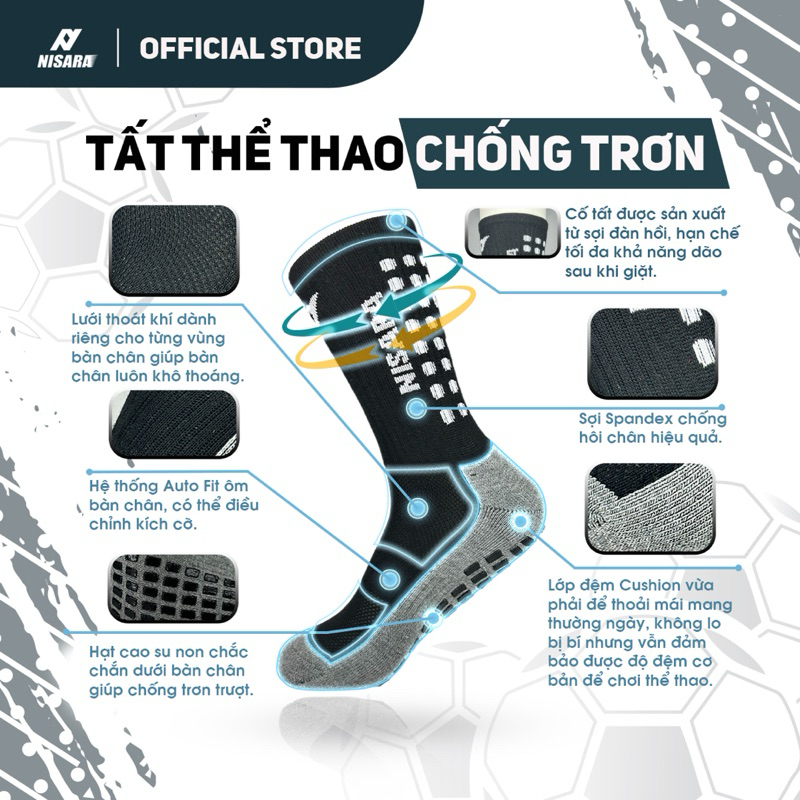 NISARA
OFFICIAL STORE
TẤT THỂ THAO CHỐNG TRƠN
Lưới thoát khí dành
riêng cho từng vùng
bàn chân giúp bàn
chân luôn khô thoáng.
Hệ thống Auto Fit ôm
bàn chân, có thể điều
chỉnh kích cỡ.
Hạt cao su non chắc
chắn dưới bàn chân
giúp chống trơn trượt.
NISARA
Cổ tất được sản xuất
từ sợi đàn hồi, hạn chế
tối đa khả năng dão
sau khi giặt.
Sợi Spandex chống
hôi chân hiệu quả.
Lớp đệm Cushion vừa
phải để thoải mái mang
thường ngày, không lo
bị bí nhưng vẫn đảm
bảo được độ đệm cơ
bản để chơi thể thao.